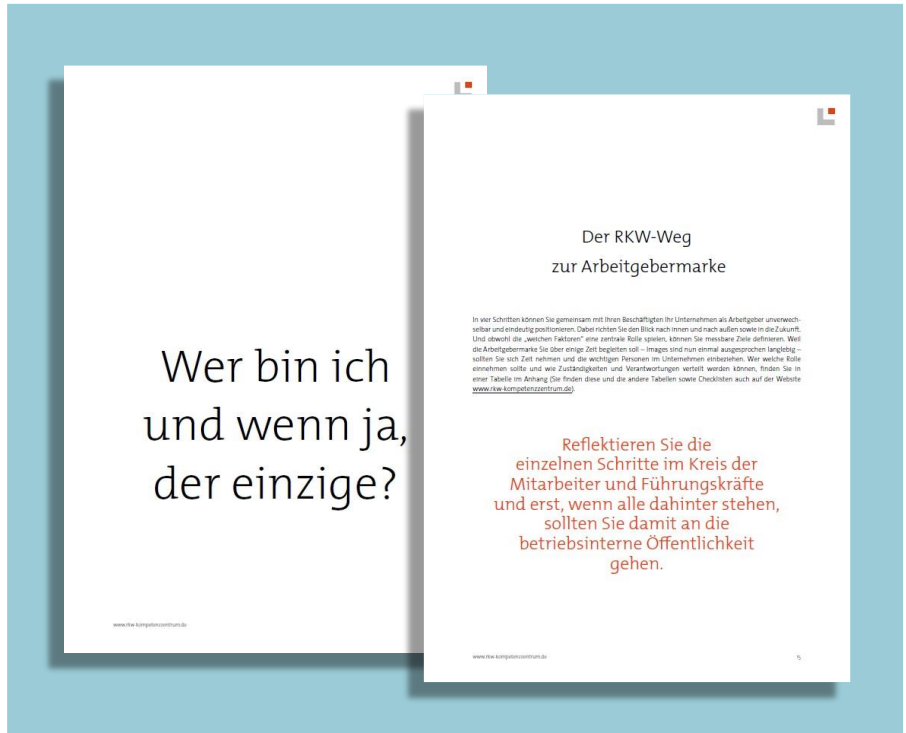 Wer bin ich
und wenn ja,
der einzige?
www.rkw-kompetenzzentrum.de
Der RKW-Weg
zur Arbeitgebermarke
In vier Schritten können Sie gemeinsam mit Ihren Beschäftigten Ihr Unternehmen als Arbeitgeber unverwech-
selbar und eindeutig positionieren. Dabei richten Sie den Blick nach innen und nach außen sowie in die Zukunft.
Und obwohl die „weichen Faktoren“ eine zentrale Rolle spielen, können Sie messbare Ziele definieren. Weil
die Arbeitgebermarke Sie über einige Zeit begleiten soll – Images sind nun einmal ausgesprochen langlebig –
sollten Sie sich Zeit nehmen und die wichtigen Personen im Unternehmen einbeziehen. Wer welche Rolle
einnehmen sollte und wie Zuständigkeiten und Verantwortungen verteilt werden können, finden Sie in
einer Tabelle im Anhang (Sie finden diese und die andere Tabellen sowie Checklisten auch auf der Website
www.rkw-kompetenzzentrum.de).
Reflektieren Sie die
einzelnen Schritte im Kreis der
Mitarbeiter und Führungskräfte
und erst, wenn alle dahinter stehen,
sollten Sie damit an die
betriebsinterne Öffentlichkeit
gehen.
www.rkw-kompetenzzentrum.de